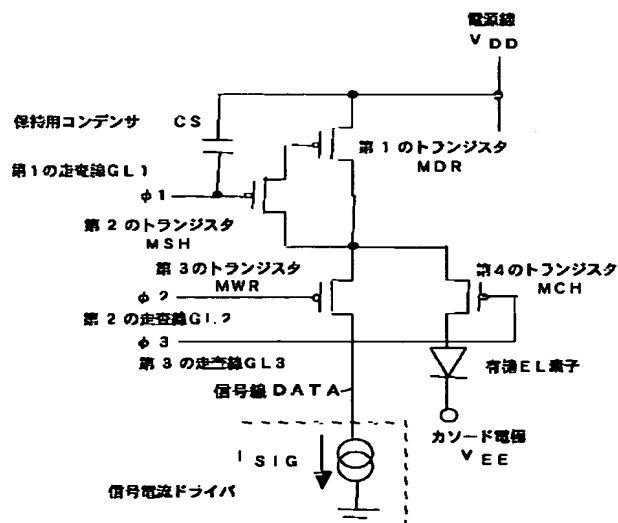 電源線
V DD
保持用コンデンサ CS
第1のトランジスタ
MDR
第1の走査線GL1
φ1
第2のトランジスタ
MSH
第3のトランジスタ
MWR
第4のトランジスタ
MCH
φ2
第2の走査線GL2
φ3
第3の走査線GL3
有機EL素子
信号線DATA
カソード電極
V EE
I SIG
信号電流ドライバ